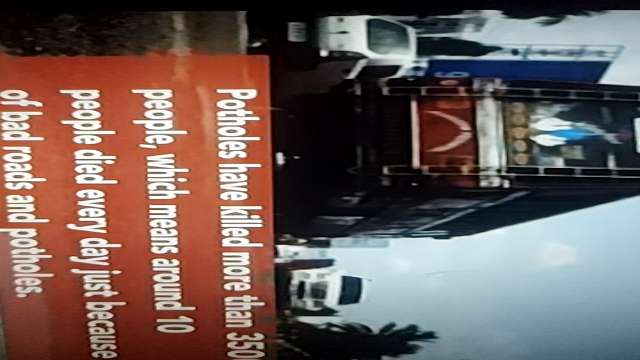 Potholes have killed more than 350
people, which means around 10
people died every day just because
of bad roads and potholes.